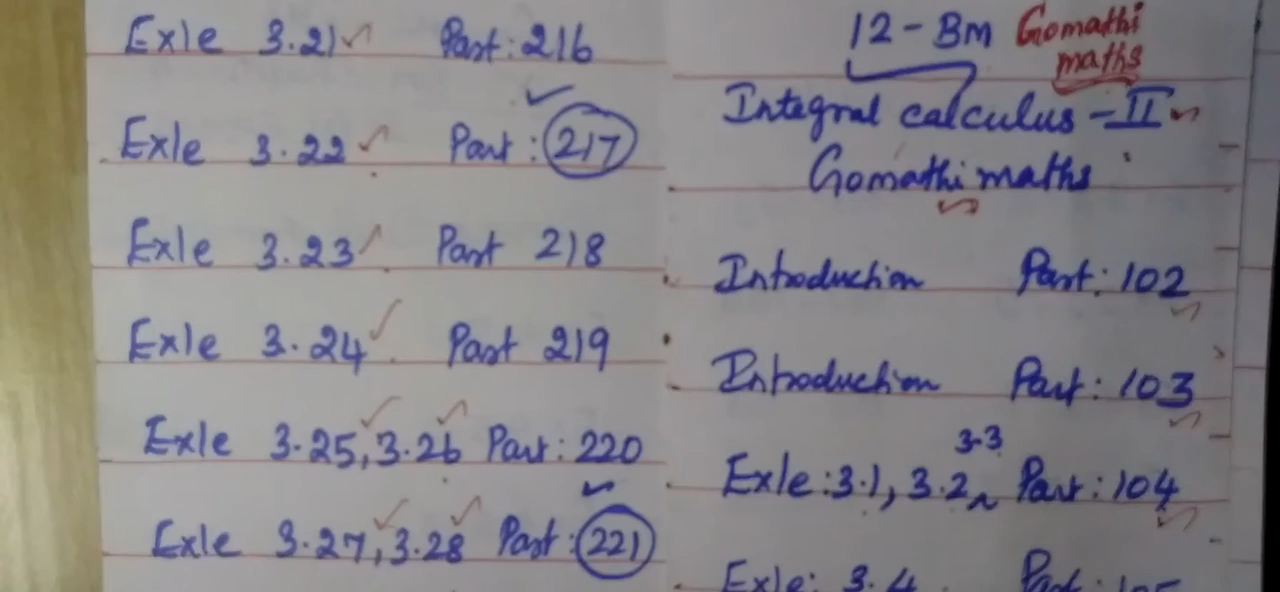 Exle 3.21 Part: 216
Exle 3.22 Part: 217
Exle 3.23 Part 218
Exle 3.24 Part 219
Exle 3.25, 3.26 Part: 220
Exle 3.27, 3.28 Part: 221
12 - Bm Gomathi
maths
Integral calculus - II
Gomathi maths
Introduction Part: 102
Introduction Part: 103
3.3
Exle: 3.1, 3.2 Part: 104
Exle: 3.4 Part: 105